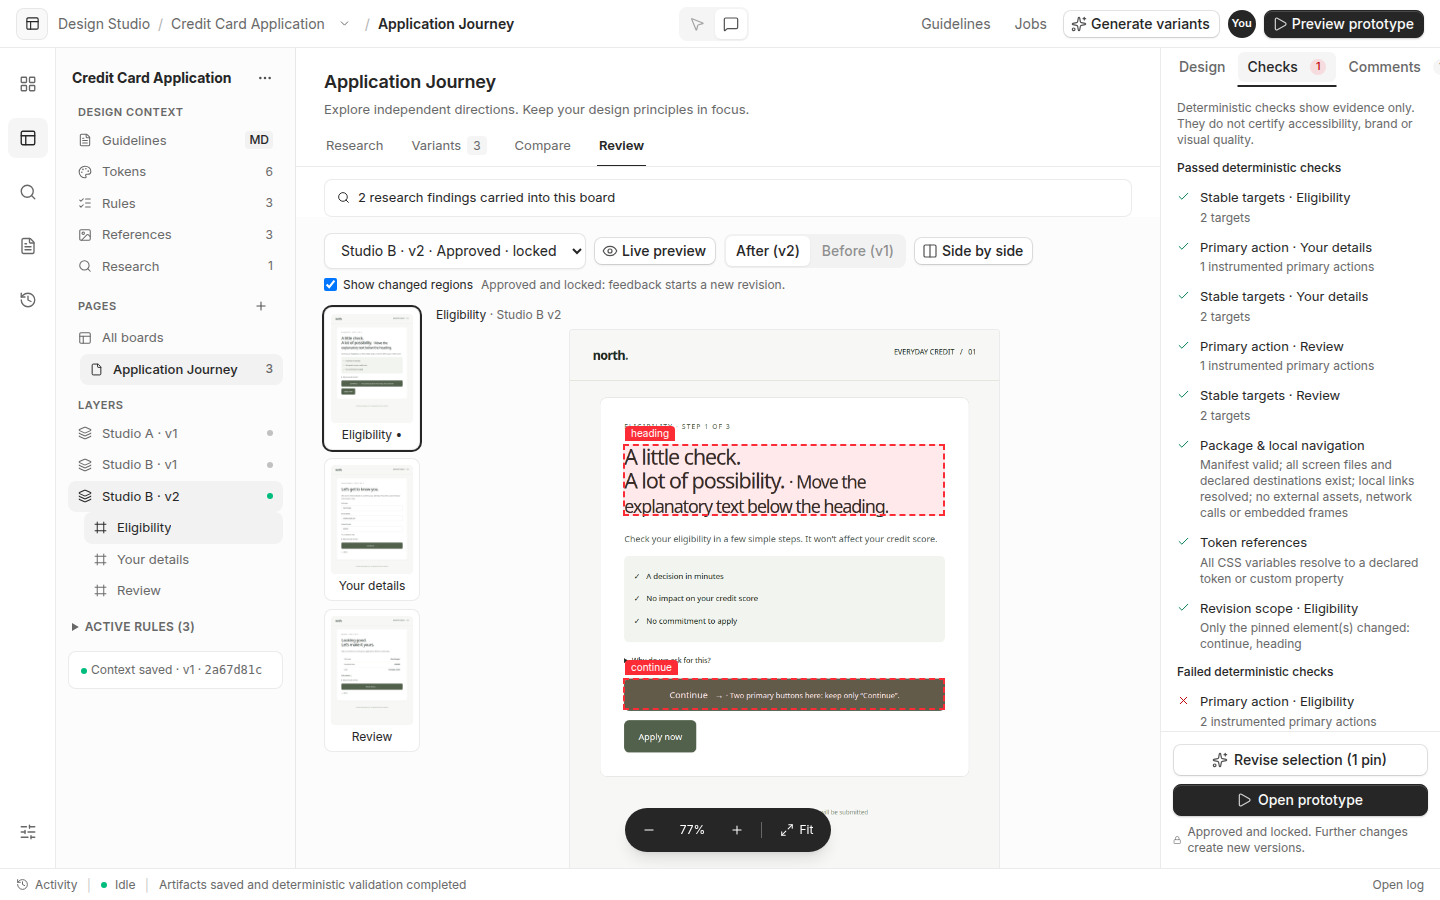 Design Studio / Credit Card Application / Application Journey
Guidelines
Jobs
Generate variants
You
Preview prototype
Credit Card Application
DESIGN CONTEXT
Guidelines MD
Tokens 6
Rules 3
References 3
Research 1
PAGES
All boards
Application Journey 3
LAYERS
Studio A · v1
Studio B · v1
Studio B · v2
Eligibility
Your details
Review
ACTIVE RULES (3)
Context saved · v1 · 2a67d81c
Application Journey
Explore independent directions. Keep your design principles in focus.
Research
Variants 3
Compare
Review
2 research findings carried into this board
Studio B · v2 · Approved · locked
Live preview
After (v2)
Before (v1)
Side by side
Show changed regions
Approved and locked: feedback starts a new revision.
Eligibility •
Your details
Review
Eligibility · Studio B v2
north.
EVERYDAY CREDIT / 01
· STEP 1 OF 3
heading
A little check.
A lot of possibility. · Move the
explanatory text below the heading.
Check your eligibility in a few simple steps. It won't affect your credit score.
✓ A decision in minutes
✓ No impact on your credit score
✓ No commitment to apply
for this?
continue
Continue → · Two primary buttons here: keep only "Continue".
Apply now
be submitted
77%
Fit
Design
Checks 1
Comments
Deterministic checks show evidence only.
They do not certify accessibility, brand or
visual quality.
Passed deterministic checks
Stable targets · Eligibility
2 targets
Primary action · Your details
1 instrumented primary actions
Stable targets · Your details
2 targets
Primary action · Review
1 instrumented primary actions
Stable targets · Review
2 targets
Package & local navigation
Manifest valid; all screen files and
declared destinations exist; local links
resolved; no external assets, network
calls or embedded frames
Token references
All CSS variables resolve to a declared
token or custom property
Revision scope · Eligibility
Only the pinned element(s) changed:
continue, heading
Failed deterministic checks
Primary action · Eligibility
2 instrumented primary actions
Revise selection (1 pin)
Open prototype
Approved and locked. Further changes
create new versions.
Activity
Idle
Artifacts saved and deterministic validation completed
Open log